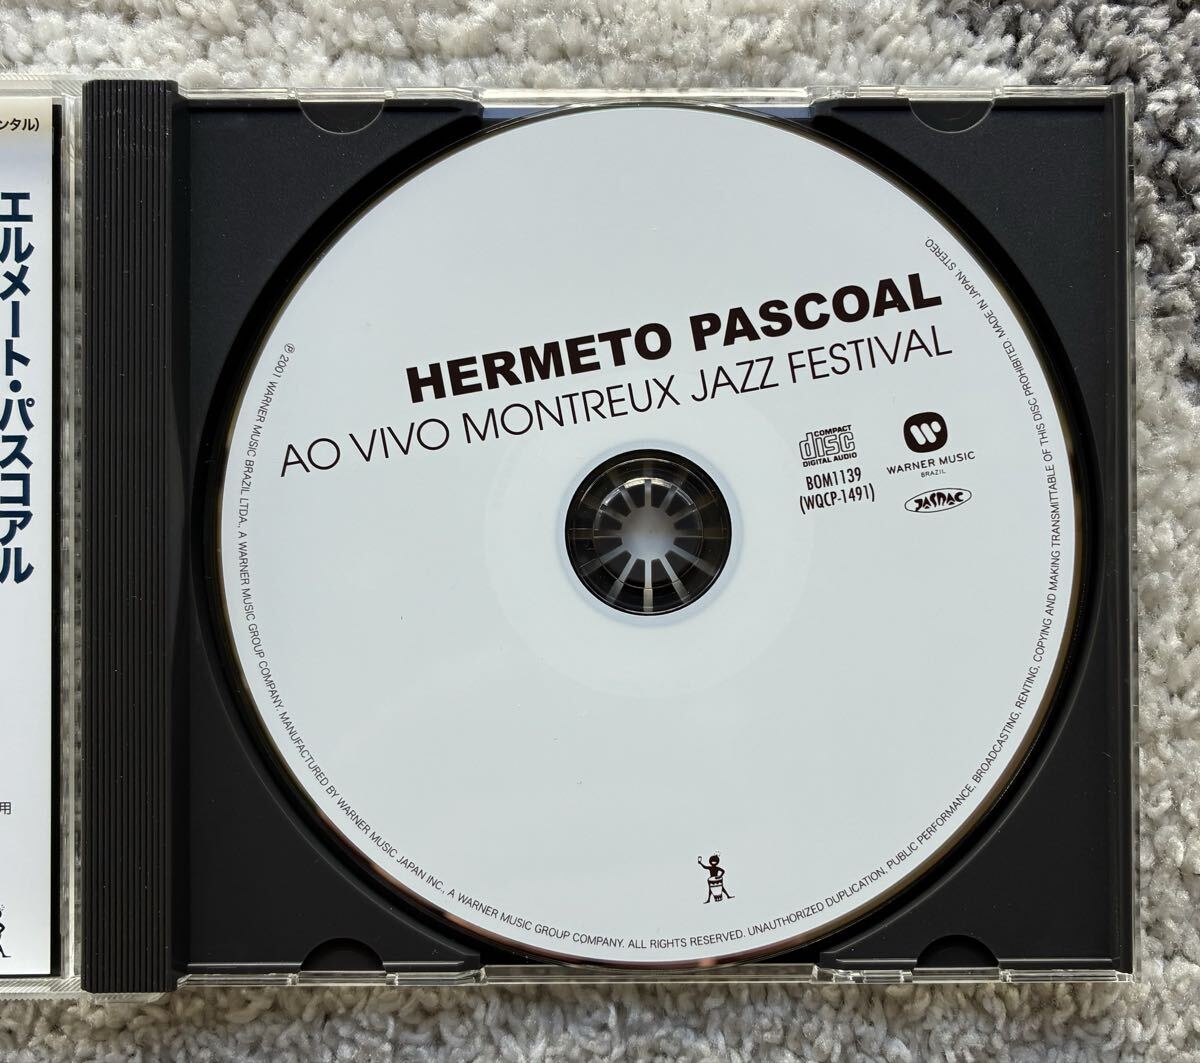 ンタル)
エルメート・パスコアル
用
HERMETO PASCOAL
AO VIVO MONTREUX JAZZ FESTIVAL
COMPACT
disc
DIGITAL AUDIO
BOM1139
(WQCP-1491)
W
WARNER MUSIC
BRAZIL
JASRAC
℗ 2001 WARNER MUSIC BRAZIL LTDA., A WARNER MUSIC GROUP COMPANY. MANUFACTURED BY WARNER MUSIC JAPAN INC., A WARNER MUSIC GROUP COMPANY. ALL RIGHTS RESERVED. UNAUTHORIZED DUPLICATION, PUBLIC PERFORMANCE, BROADCASTING, RENTING, COPYING AND MAKING TRANSMITTABLE OF THIS DISC PROHIBITED. MADE IN JAPAN. STEREO.